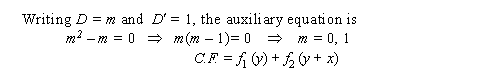 Writing D = m and D′ = 1, the auxiliary equation is
m² – m = 0 ⇒ m(m – 1)= 0 ⇒ m = 0, 1
C.F. = f₁ (y) + f₂ (y + x)